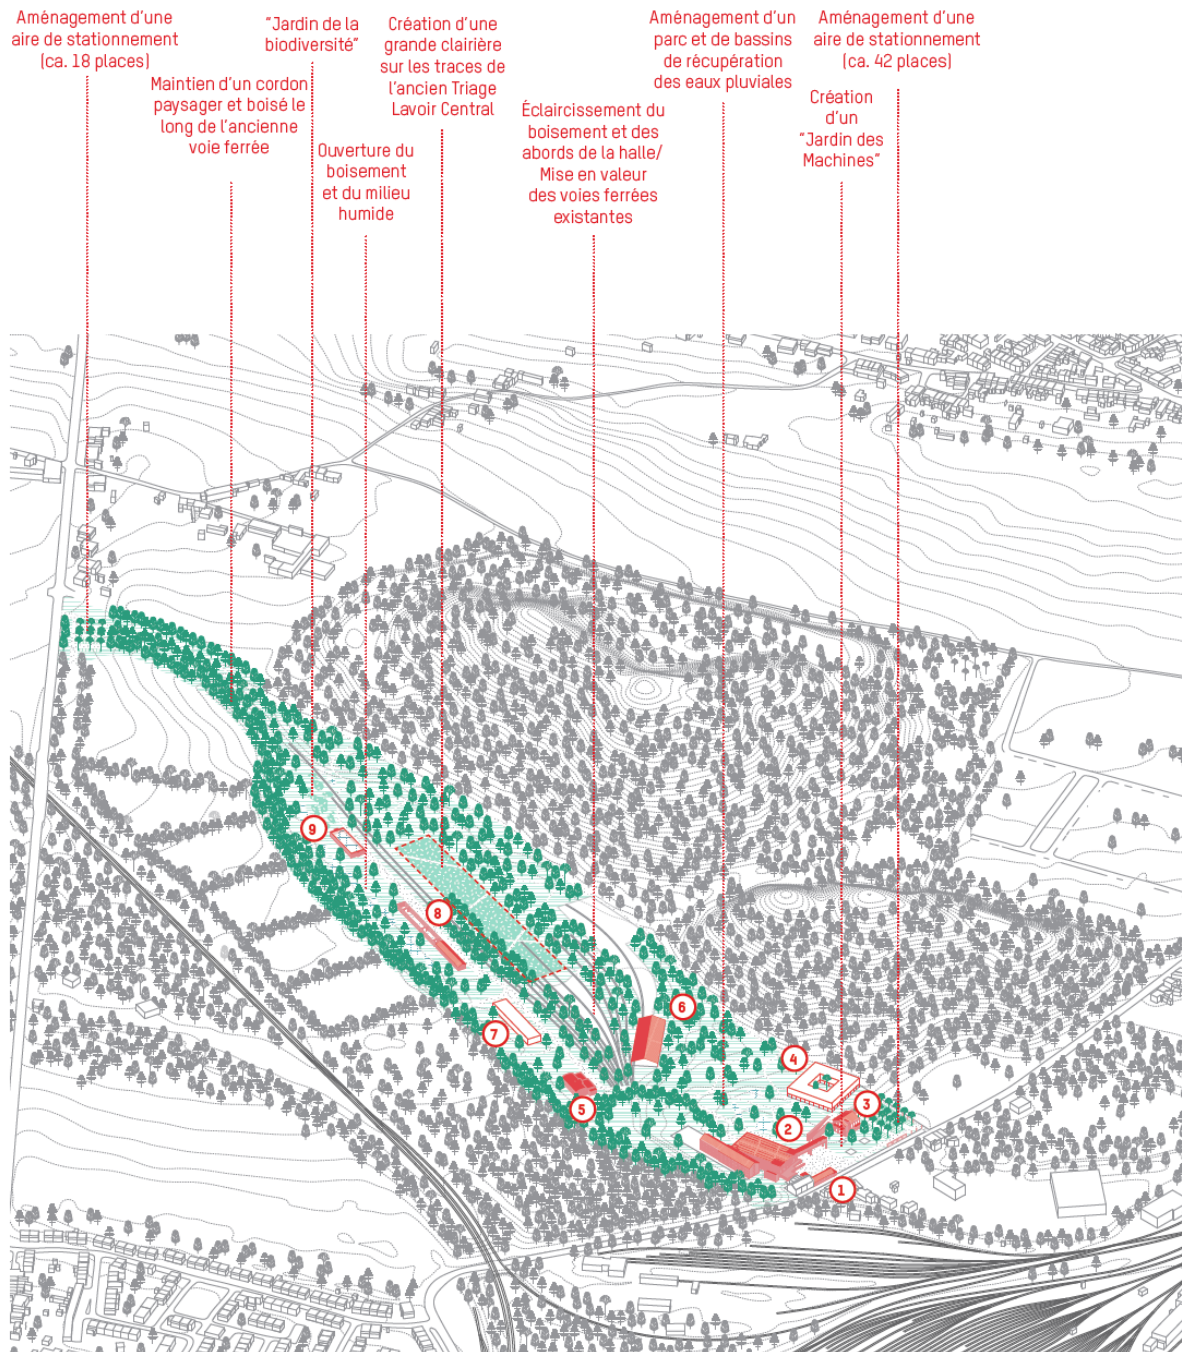 Aménagement d'une
aire de stationnement
(ca. 18 places)
Maintien d'un cordon
paysager et boisé le
long de l'ancienne
voie ferrée
"Jardin de la
biodiversité"
Ouverture du
boisement
et du milieu
humide
Création d'une
grande clairière
sur les traces de
l'ancien Triage
Lavoir Central
Éclaircissement du
boisement et des
abords de la halle/
Mise en valeur
des voies ferrées
existantes
Aménagement d'un
parc et de bassins
de récupération
des eaux pluviales
Création
d'un
"Jardin des
Machines"
Aménagement d'une
aire de stationnement
(ca. 42 places)
9
8
7
6
5
4
3
2
1